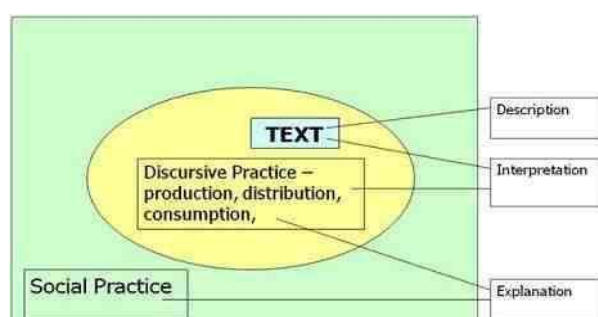 TEXT
Discursive Practice –
production, distribution,
consumption,
Social Practice
Description
Interpretation
Explanation